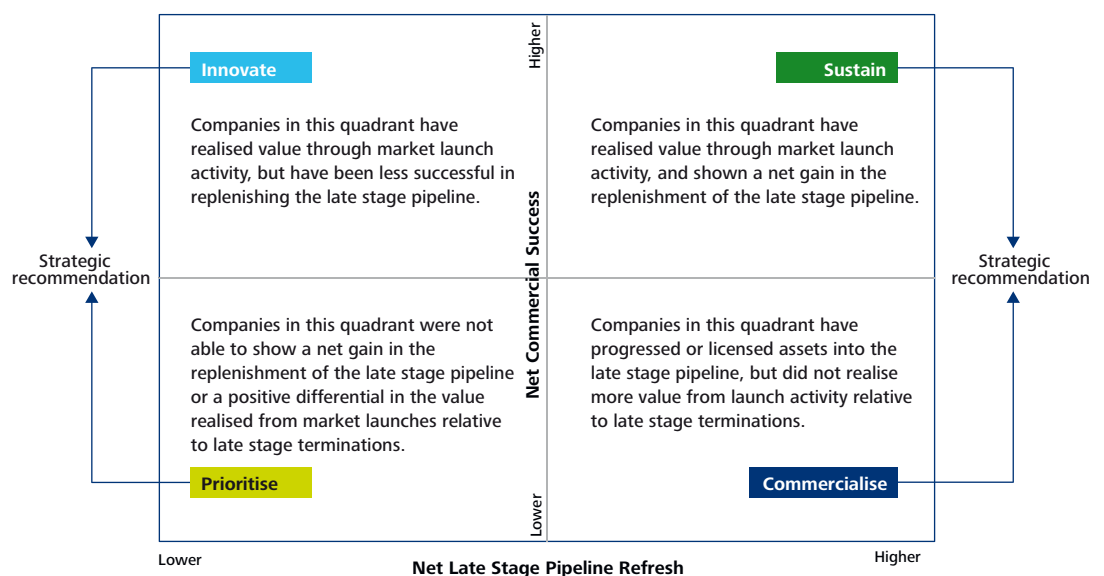 Higher
Innovate
Companies in this quadrant have
realised value through market launch
activity, but have been less successful in
replenishing the late stage pipeline.
Sustain
Companies in this quadrant have
realised value through market launch
activity, and shown a net gain in the
replenishment of the late stage pipeline.
Strategic
recommendation
Net Commercial Success
Strategic
recommendation
Companies in this quadrant were not
able to show a net gain in the
replenishment of the late stage pipeline
or a positive differential in the value
realised from market launches relative
to late stage terminations.
Prioritise
Companies in this quadrant have
progressed or licensed assets into the
late stage pipeline, but did not realise
more value from launch activity relative
to late stage terminations.
Commercialise
Lower
Lower
Net Late Stage Pipeline Refresh
Higher